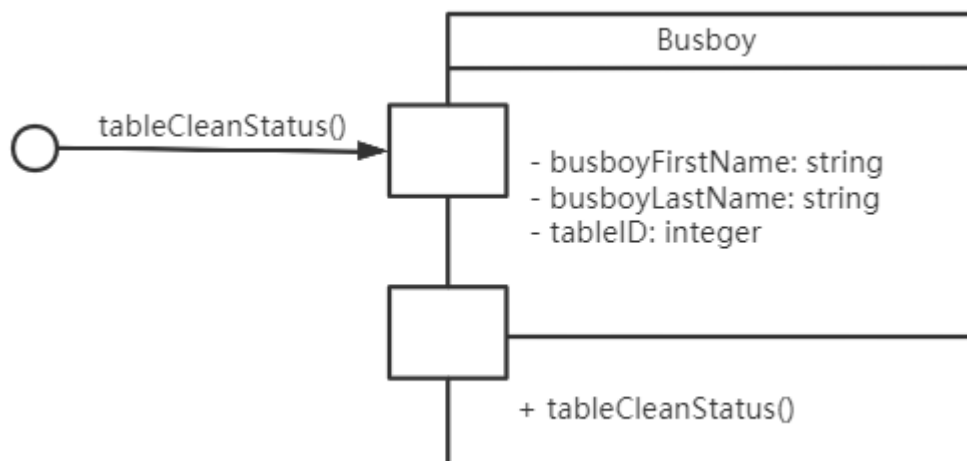 Busboy
tableCleanStatus()
- busboyFirstName: string
- busboyLastName: string
- tableID: integer
+ tableCleanStatus()